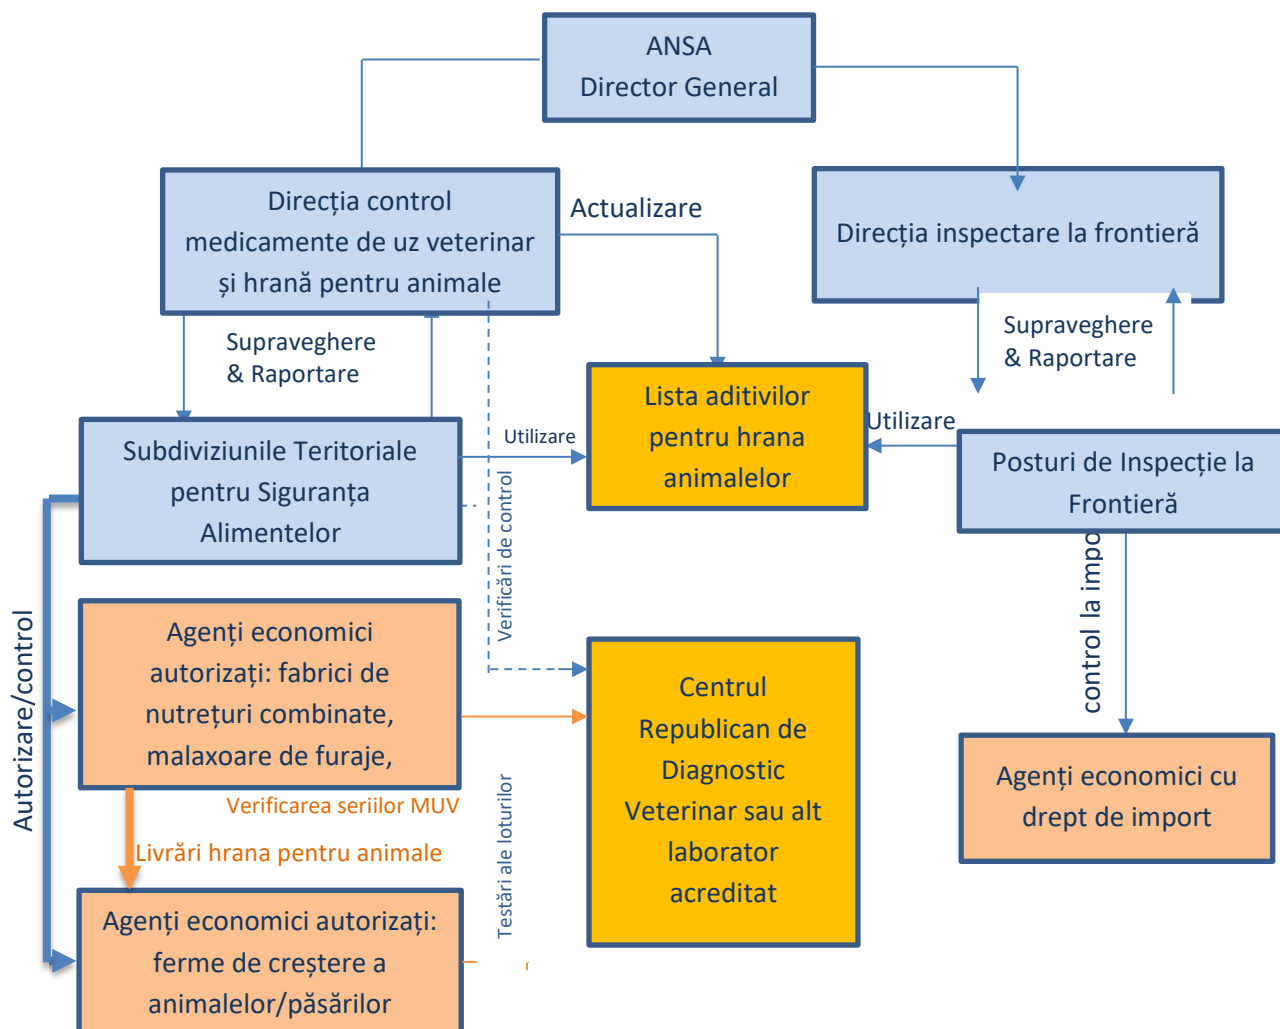 ANSA
Director General
Direcția control
medicamente de uz veterinar
și hrană pentru animale
Actualizare
Direcția inspectare la frontieră
Supraveghere
& Raportare
Supraveghere
& Raportare
Lista aditivilor
pentru hrana
animalelor
Subdiviziunile Teritoriale
pentru Siguranța
Alimentelor
Utilizare
Utilizare
Posturi de Inspecție la
Frontieră
Verificări de control
control la impo
Autorizare/control
Agenți economici
autorizați: fabrici de
nutrețuri combinate,
malaxoare de furaje,
Centrul
Republican de
Diagnostic
Veterinar sau alt
laborator
acreditat
Agenți economici cu
drept de import
Verificarea seriilor MUV
Livrări hrana pentru animale
Testări ale loturilor
Agenți economici autorizați:
ferme de creștere a
animalelor/păsărilor